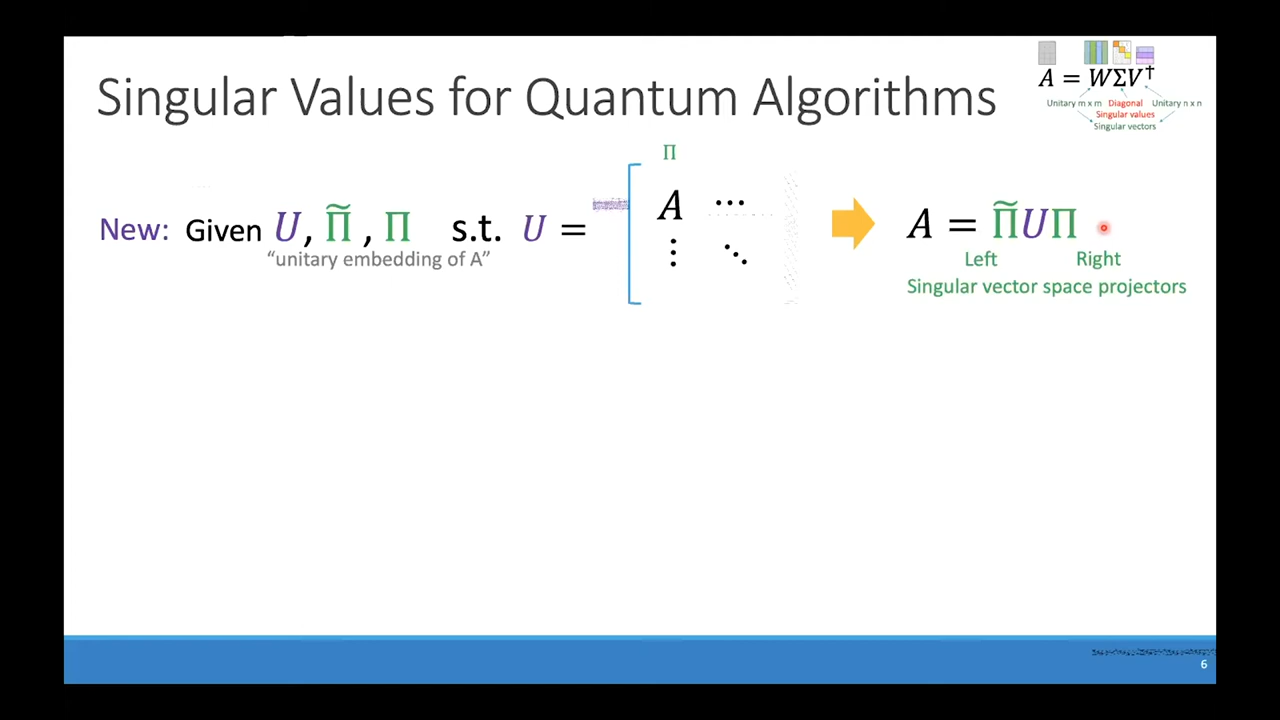 Singular Values for Quantum Algorithms
A = WΣV†
Unitary m x m Diagonal Unitary n x n
Singular values
Singular vectors
Π
New: Given U, Π̃ , Π s.t. U = A ⋯
⋮ ⋱
A = Π̃UΠ
"unitary embedding of A"
Left Right
Singular vector space projectors
6